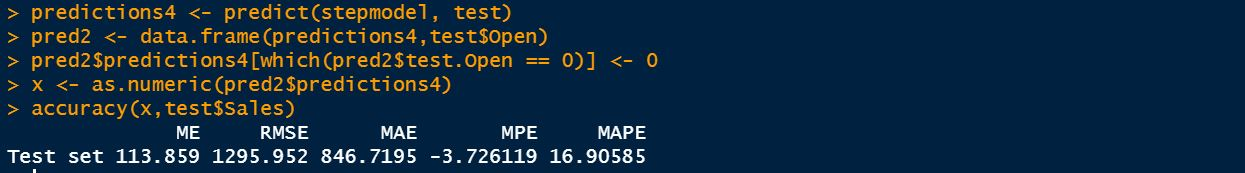 > predictions4 <- predict(stepmodel, test)
> pred2 <- data.frame(predictions4,test$Open)
> pred2$predictions4[which(pred2$test.Open == 0)] <- 0
> x <- as.numeric(pred2$predictions4)
> accuracy(x,test$Sales)
ME RMSE MAE MPE MAPE
Test set 113.859 1295.952 846.7195 -3.726119 16.90585